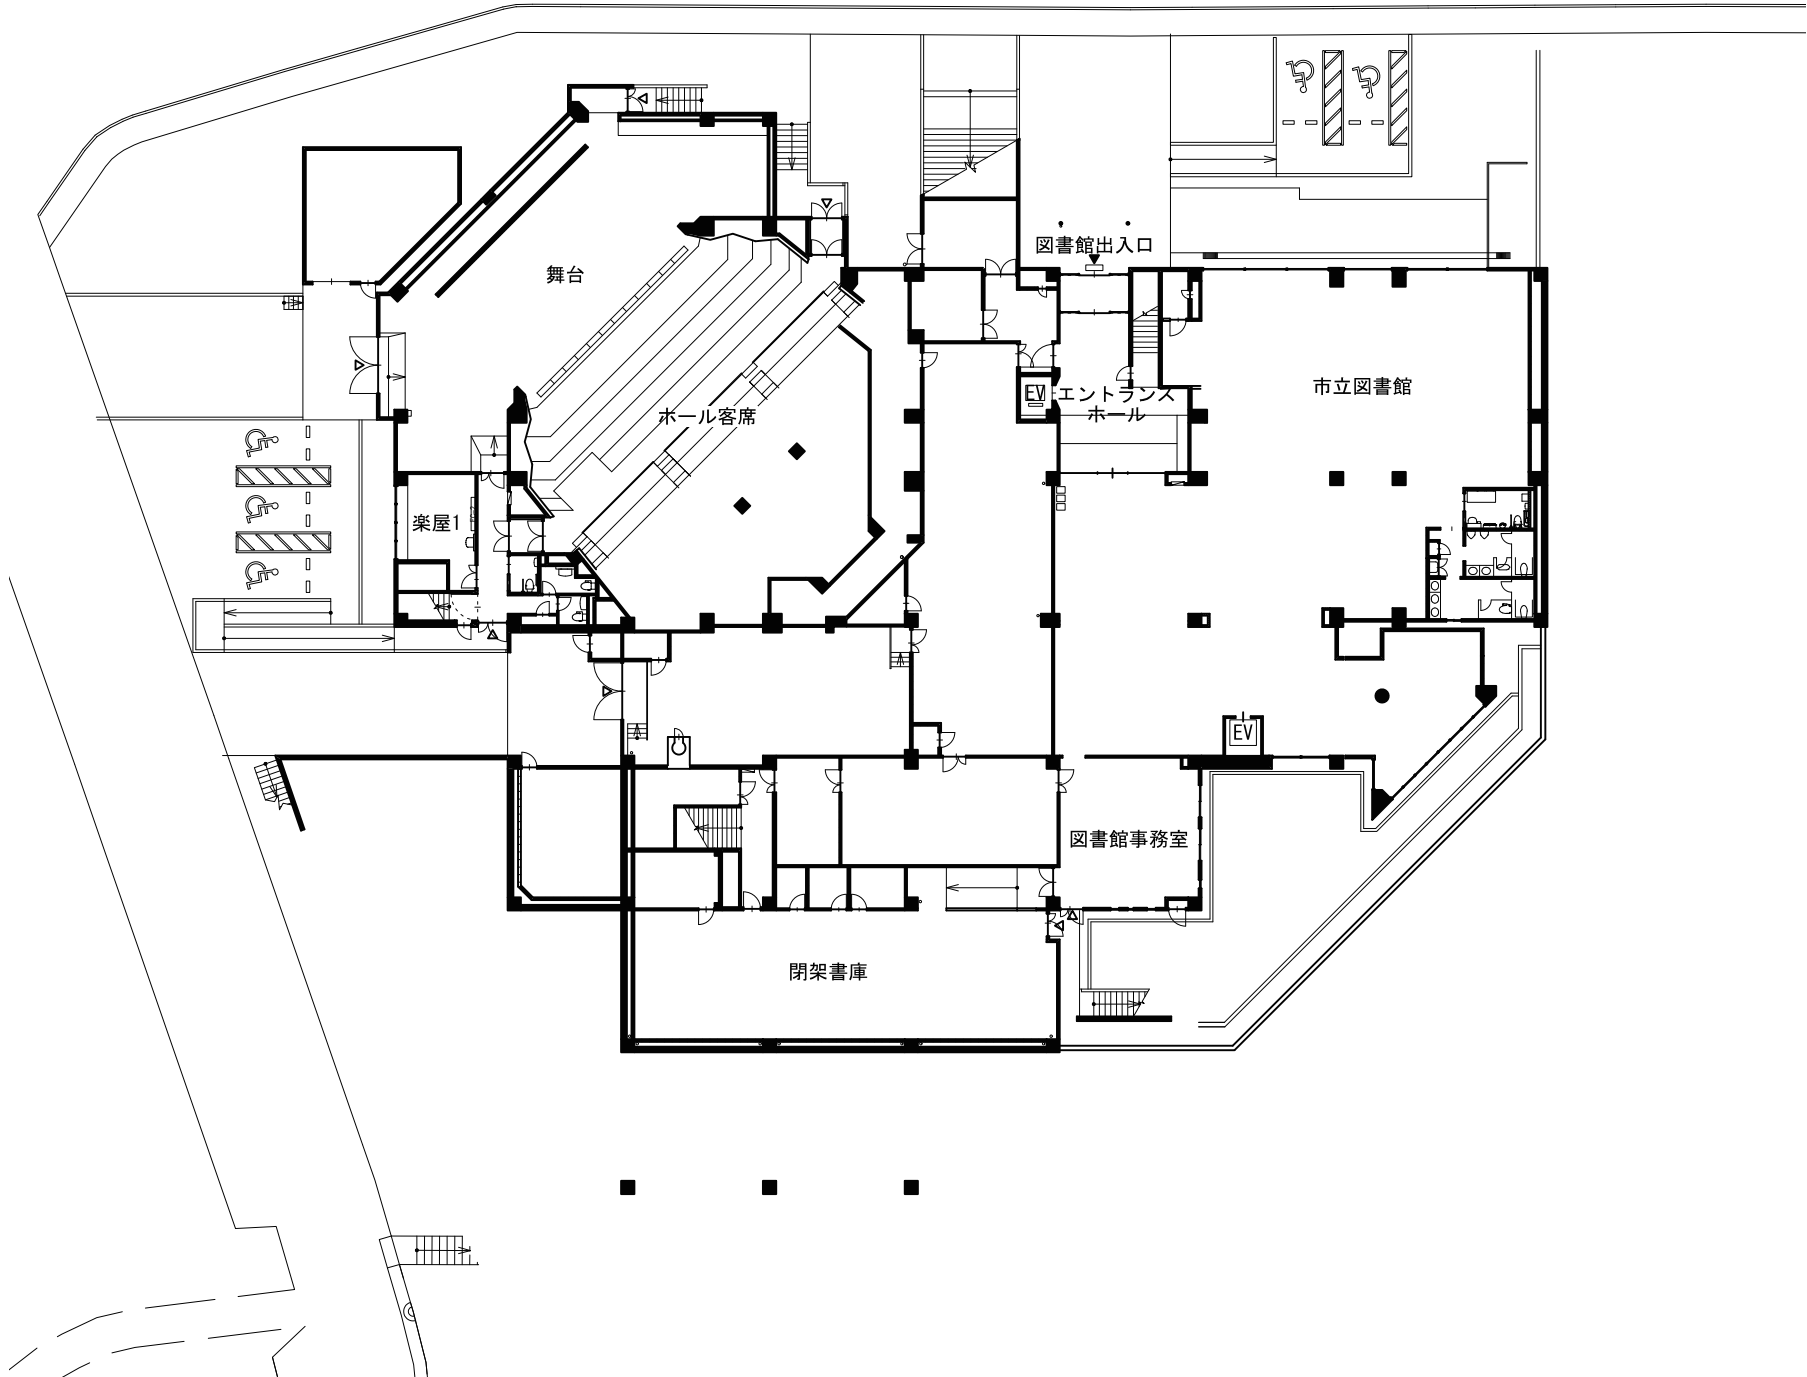 図書館出入口
舞台
市立図書館
EV
エントランス
ホール
ホール客席
楽屋1
EV
図書館事務室
閉架書庫